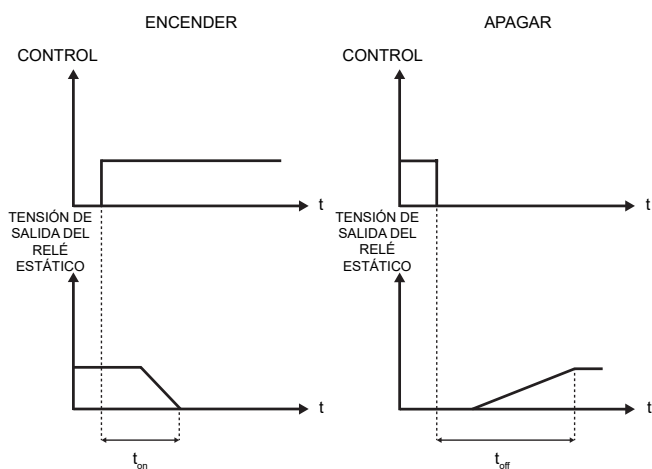 ENCENDER
APAGAR
CONTROL
CONTROL
t
t
TENSIÓN DE
SALIDA DEL
RELÉ
ESTÁTICO
TENSIÓN DE
SALIDA DEL
RELÉ
ESTÁTICO
t
t
ton
toff